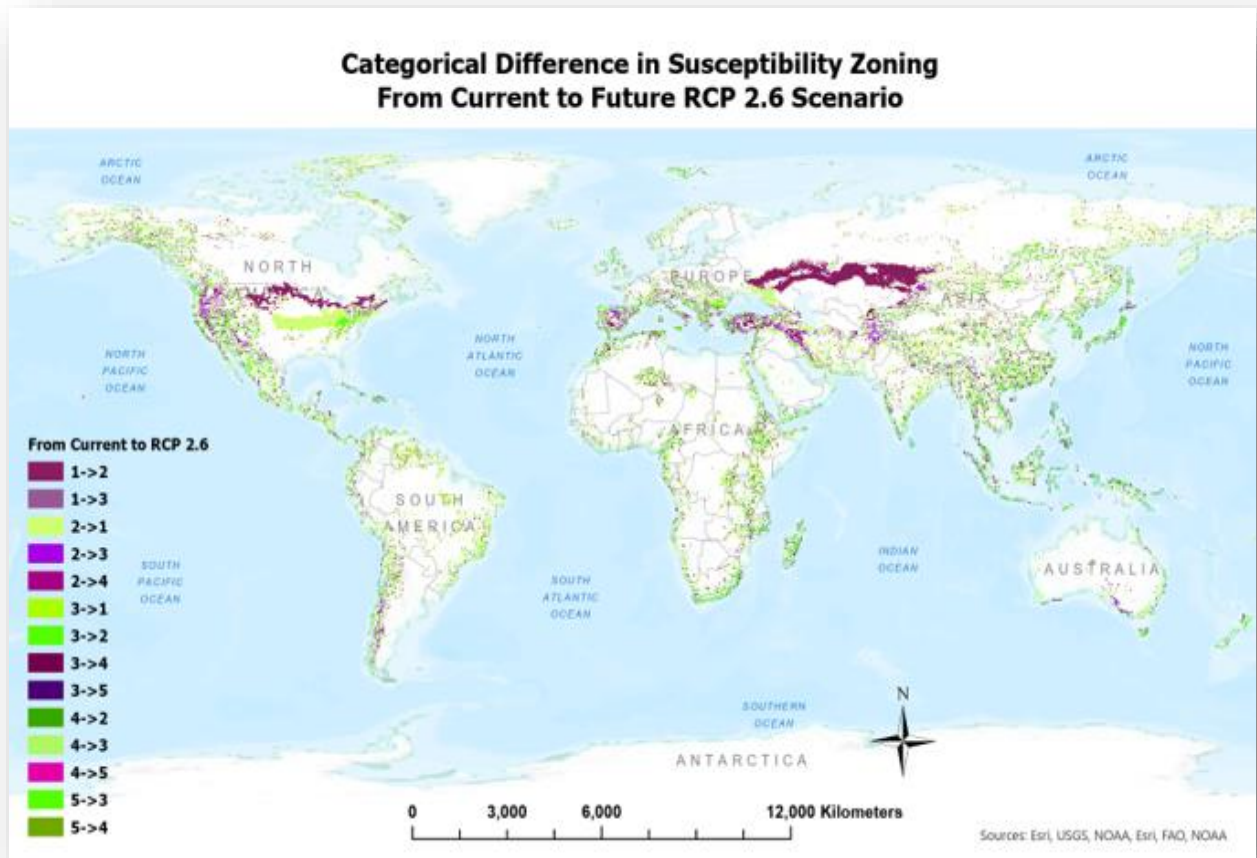 Categorical Difference in Susceptibility Zoning
From Current to Future RCP 2.6 Scenario
ARCTIC
OCEAN
ARCTIC
OCEAN
NORTH
AMERICA
EUROPE
ASIA
NORTH
PACIFIC
OCEAN
NORTH
ATLANTIC
OCEAN
NORTH
PACIFIC
OCEAN
AFRICA
SOUTH
AMERICA
SOUTH
PACIFIC
OCEAN
SOUTH
ATLANTIC
OCEAN
INDIAN
OCEAN
AUSTRALIA
SOUTHERN
OCEAN
ANTARCTICA
From Current to RCP 2.6
1->2
1->3
2->1
2->3
2->4
3->1
3->2
3->4
3->5
4->2
4->3
4->5
5->3
5->4
N
0 3,000 6,000 12,000 Kilometers
Sources: Esri, USGS, NOAA, Esri, FAO, NOAA